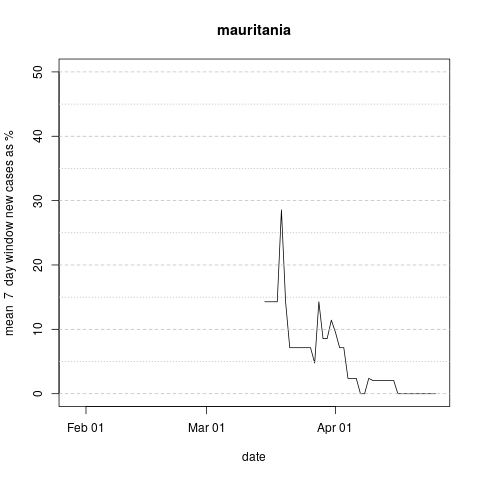 mauritania
50
40
30
20
10
0
mean  7  day window new cases as %
Feb 01
Mar 01
Apr 01
date